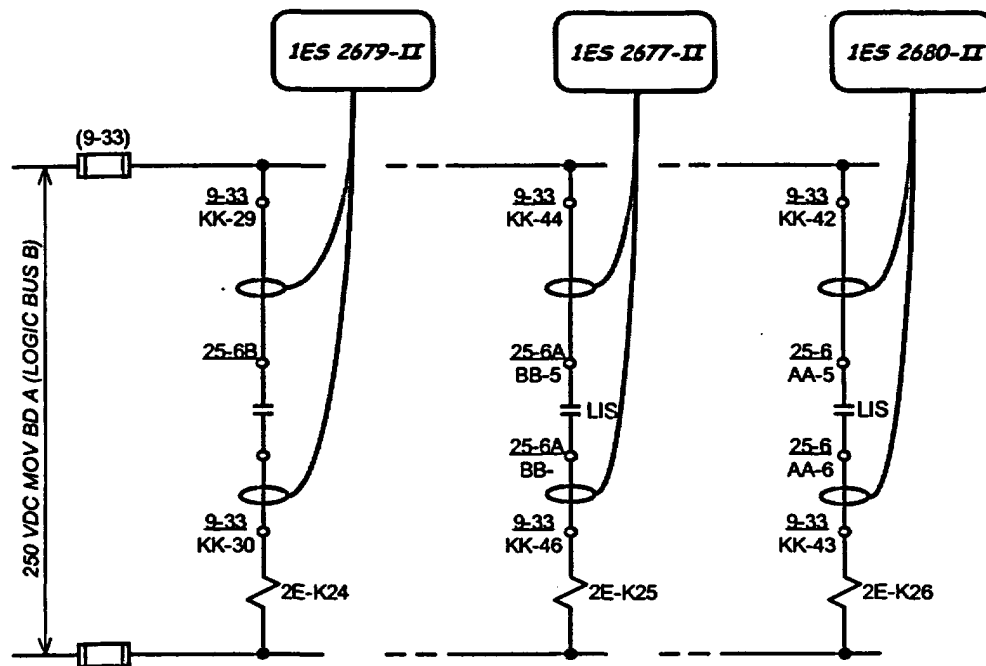 1ES 2679-II
1ES 2677-II
1ES 2680-II
(9-33)
9-33
KK-29
9-33
KK-44
9-33
KK-42
250 VDC MOV BD A (LOGIC BUS B)
25-6B
25-6A
BB-5
25-6
AA-5
LIS
LIS
25-6A
BB-
25-6
AA-6
9-33
KK-30
9-33
KK-46
9-33
KK-43
2E-K24
2E-K25
2E-K26